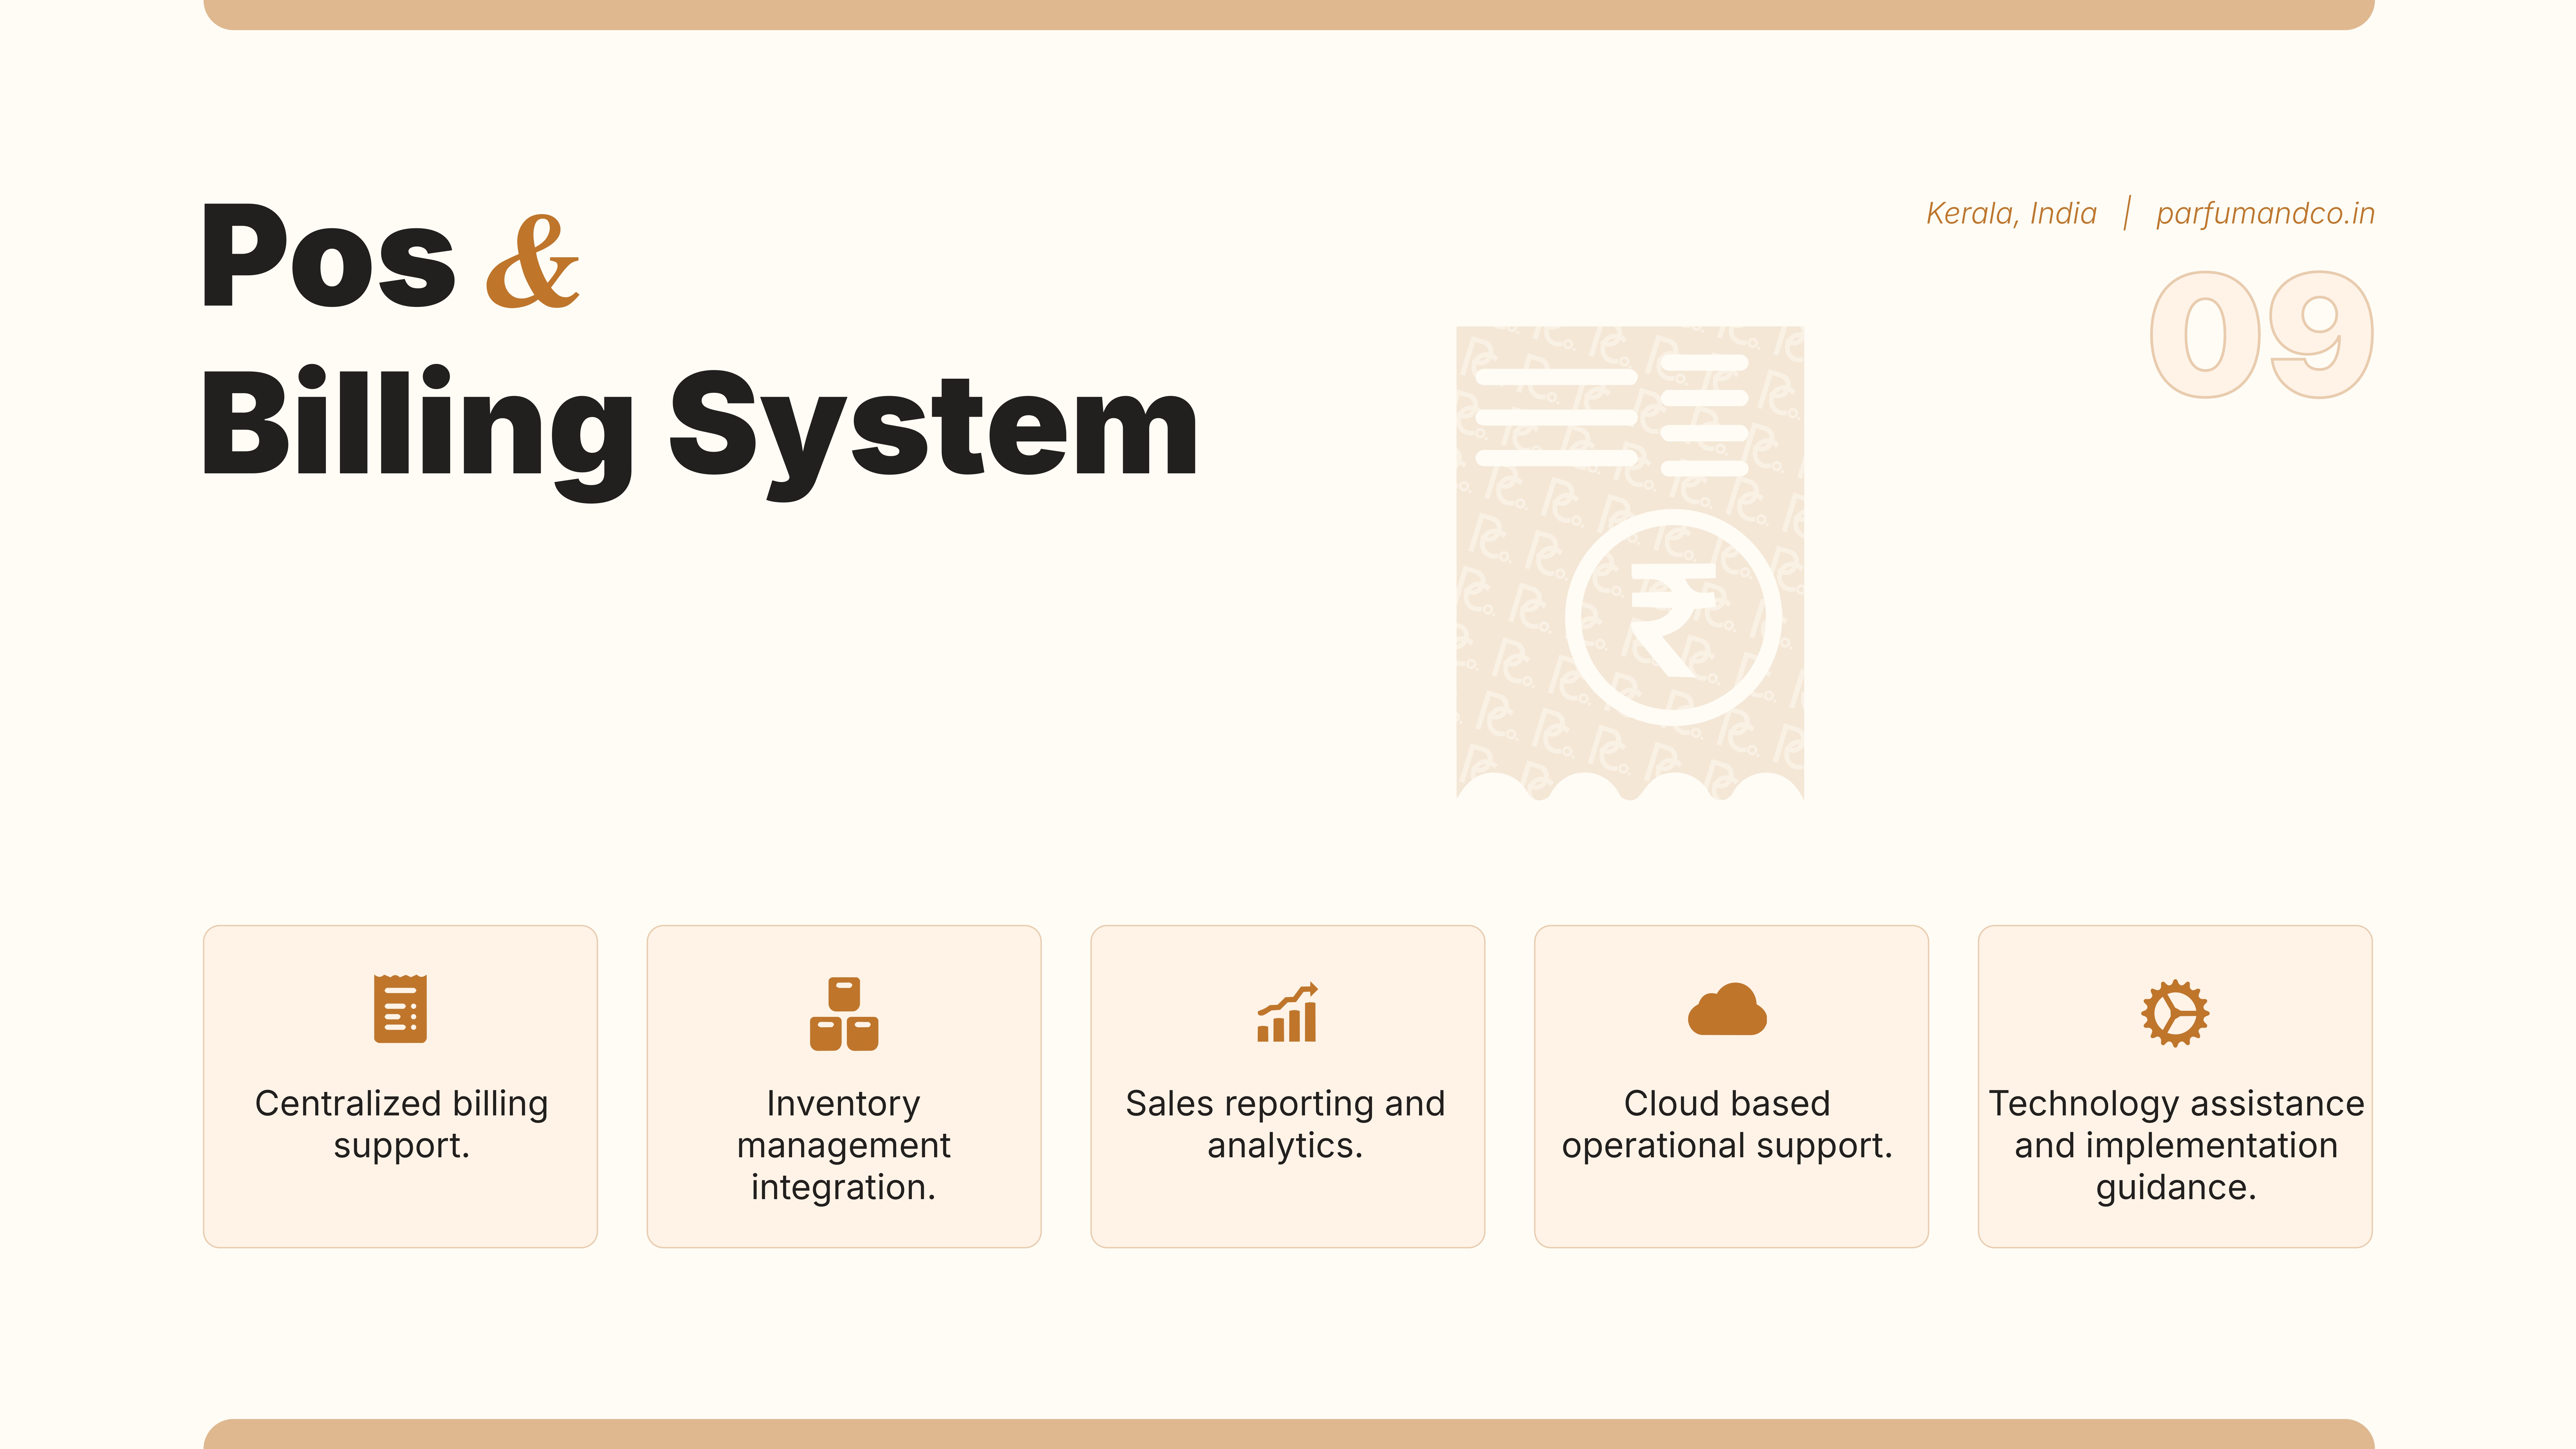 Pos &
Billing System
Kerala, India | parfumandco.in
09
₹
Centralized billing
support.
Inventory
management
integration.
Sales reporting and
analytics.
Cloud based
operational support.
Technology assistance
and implementation
guidance.